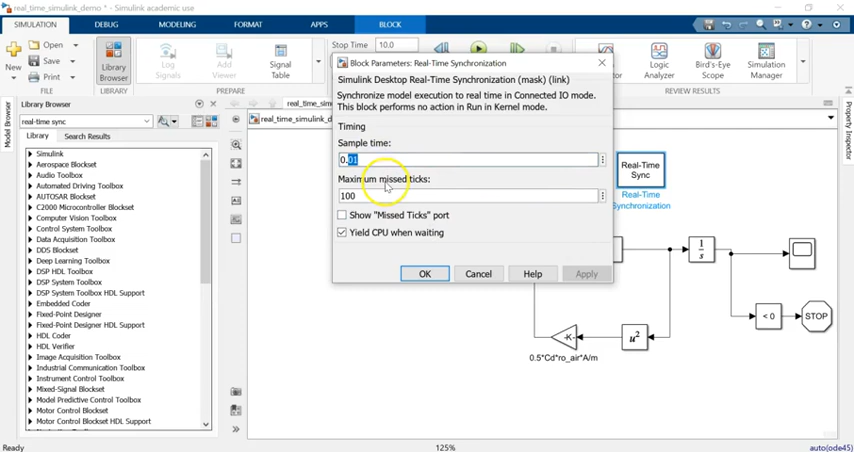 real_time_simulink_demo * - Simulink academic use
SIMULATION
DEBUG
MODELING
FORMAT
APPS
BLOCK
New
Open
Save
Print
FILE
Library
Browser
LIBRARY
Log
Signals
Add
Viewer
Signal
Table
PREPARE
Stop Time 10.0
Logic
Analyzer
Bird's-Eye
Scope
Simulation
Manager
REVIEW RESULTS
Model Browser
Library Browser
real-time sync
Library
Search Results
Simulink
Aerospace Blockset
Audio Toolbox
Automated Driving Toolbox
AUTOSAR Blockset
C2000 Microcontroller Blockset
Computer Vision Toolbox
Control System Toolbox
Data Acquisition Toolbox
DDS Blockset
Deep Learning Toolbox
DSP HDL Toolbox
DSP System Toolbox
DSP System Toolbox HDL Support
Embedded Coder
Fixed-Point Designer
Fixed-Point Designer HDL Support
HDL Coder
HDL Verifier
Image Acquisition Toolbox
Industrial Communication Toolbox
Instrument Control Toolbox
Mixed-Signal Blockset
Model Predictive Control Toolbox
Motor Control Blockset
Motor Control Blockset HDL Support
real_time_sim
real_time_simulink_d
Block Parameters: Real-Time Synchronization
Simulink Desktop Real-Time Synchronization (mask) (link)
Synchronize model execution to real time in Connected IO mode.
This block performs no action in Run in Kernel mode.
Timing
Sample time:
0.01
Maximum missed ticks:
100
Show "Missed Ticks" port
Yield CPU when waiting
OK
Cancel
Help
Apply
Real-Time
Sync
Real-Time
Synchronization
1
s
< 0
STOP
-K-
u²
0.5*Cd*ro_air*A/m
Property Inspector
Ready
125%
auto(ode45)